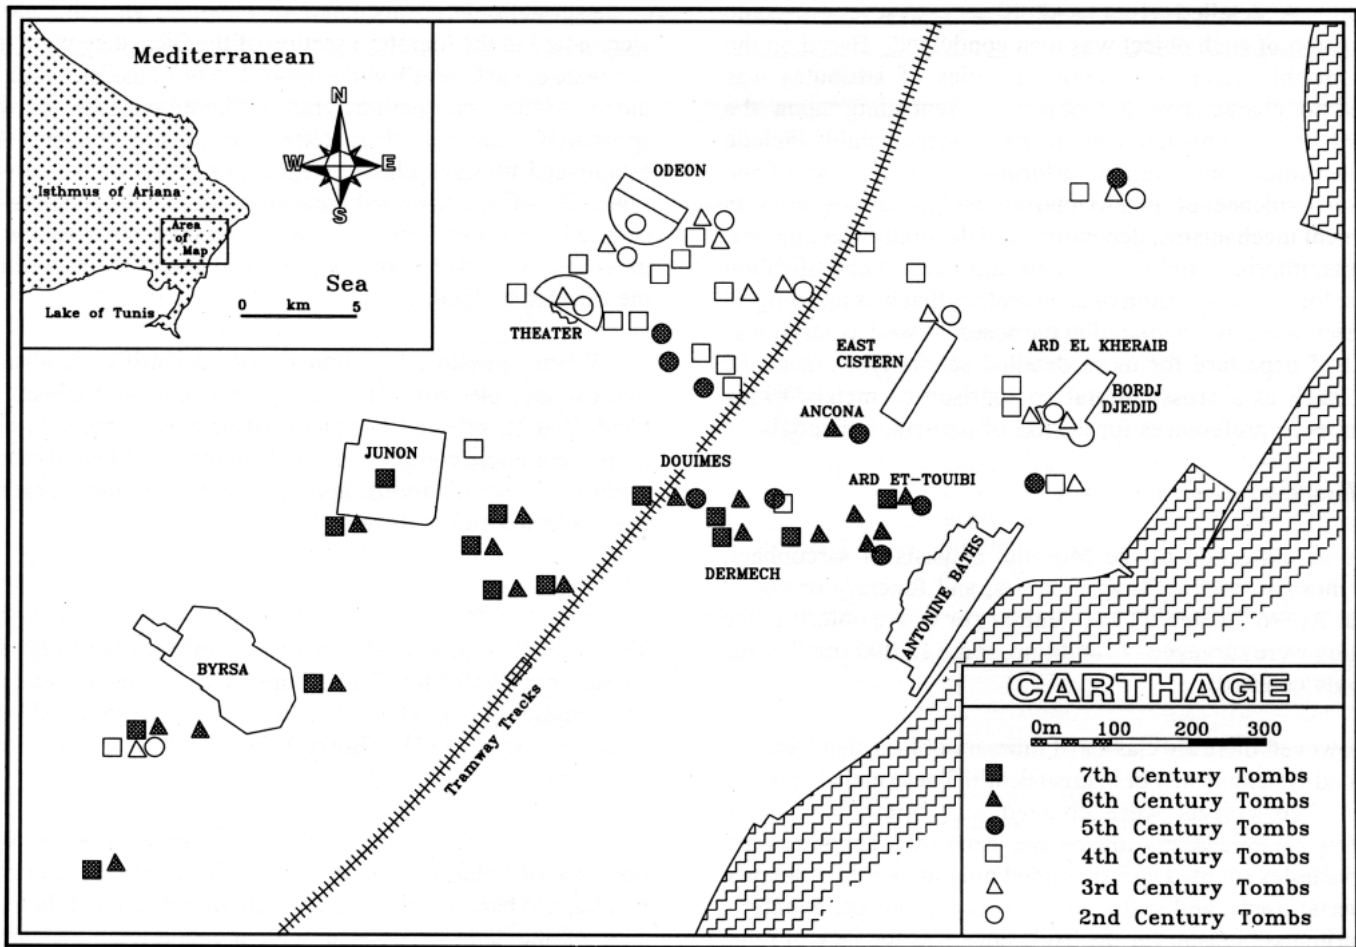 Mediterranean
N
W E
S
Isthmus of Ariana
Area
of
Map
Sea
0 km 5
Lake of Tunis
ODEON
THEATER
EAST
CISTERN
ARD EL KHERAIB
BORDJ
DJEDID
ANCONA
JUNON
DOUIMES
ARD ET-TOUIBI
DERMECH
ANTONINE BATHS
BYRSA
Tramway Tracks
CARTHAGE
0m 100 200 300
7th Century Tombs
6th Century Tombs
5th Century Tombs
4th Century Tombs
3rd Century Tombs
2nd Century Tombs